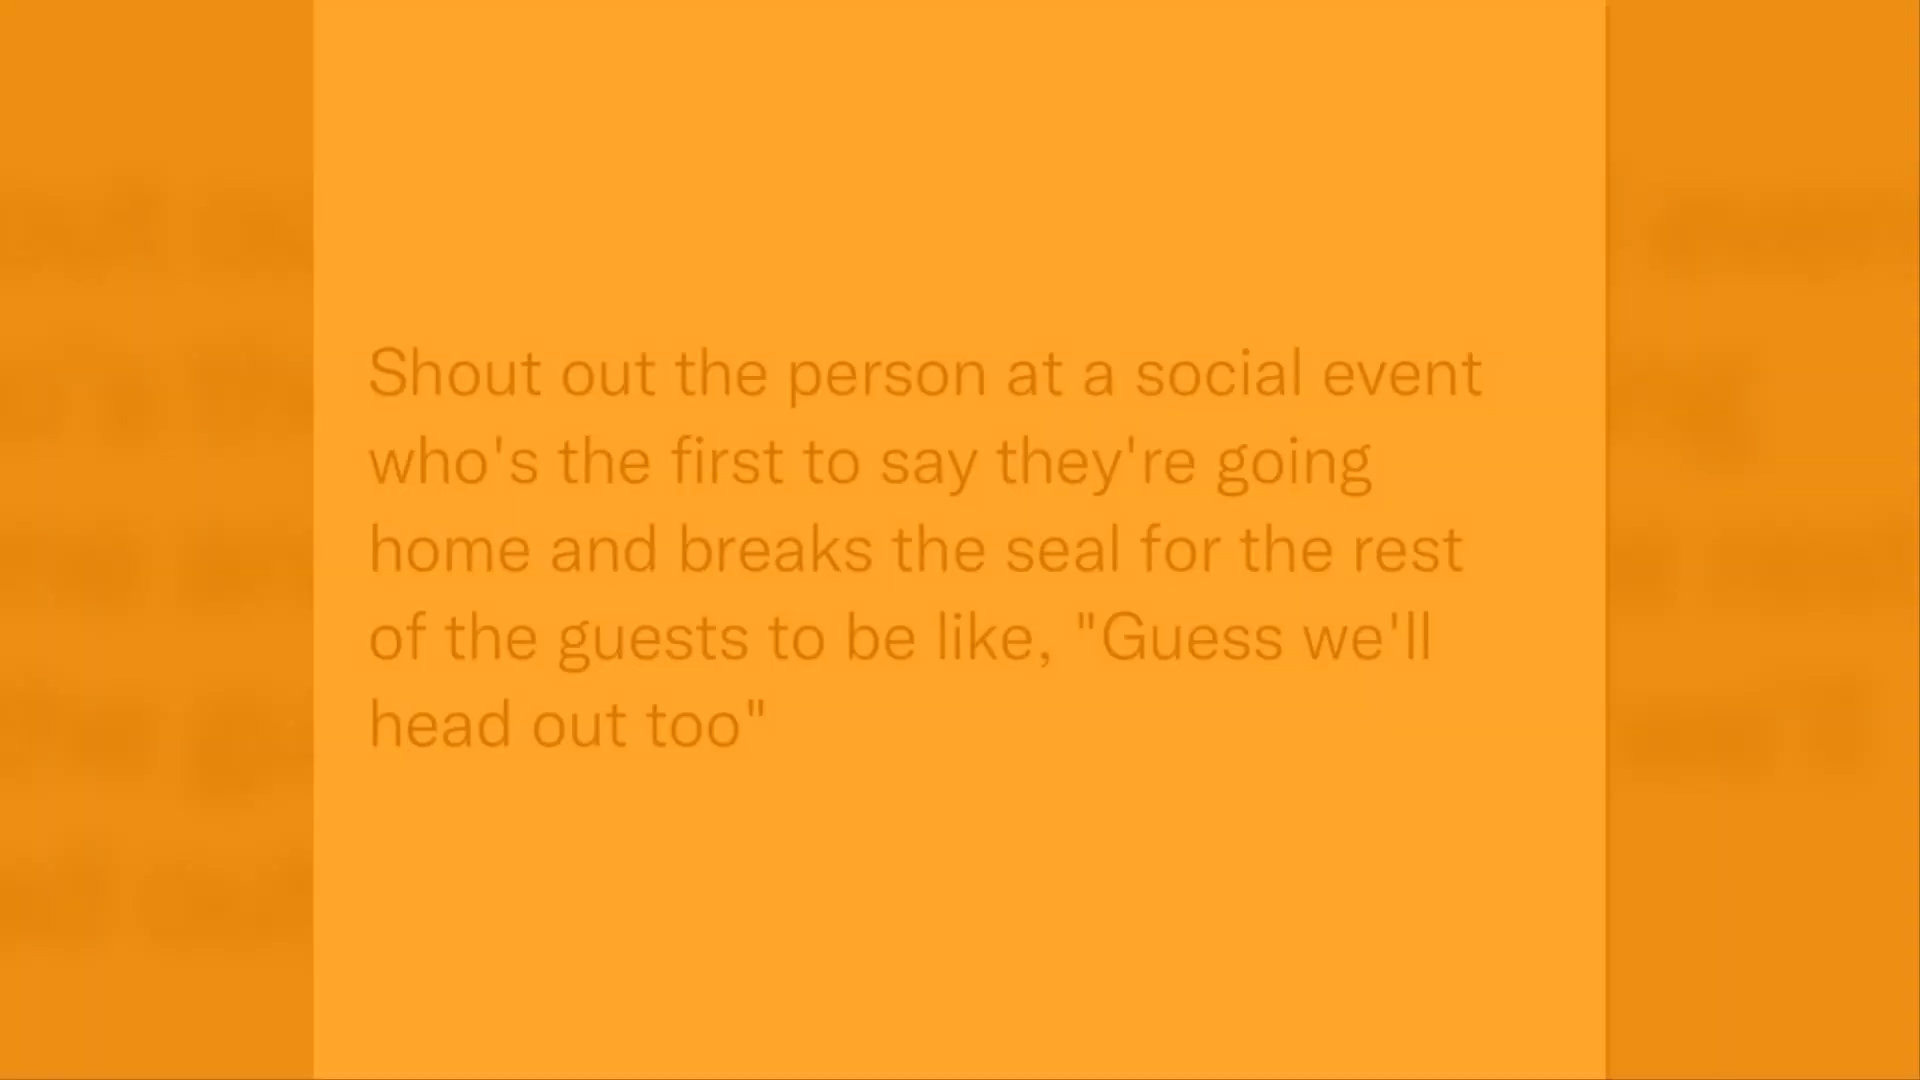 Shout out the person at a social event
who's the first to say they're going
home and breaks the seal for the rest
of the guests to be like, "Guess we'll
head out too"